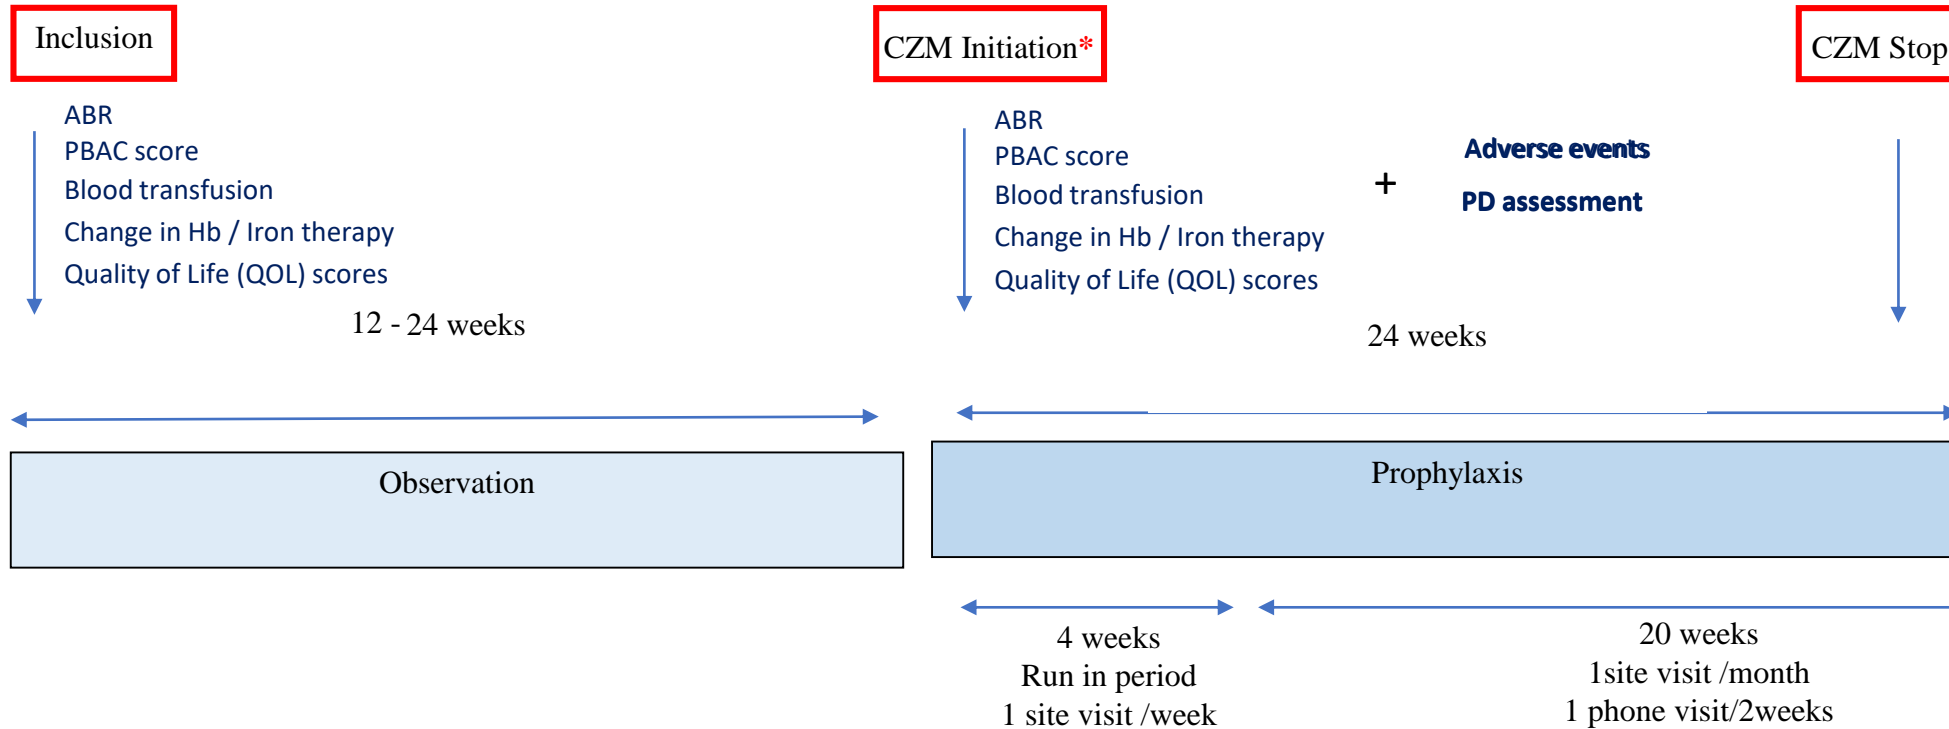 Inclusion
CZM Initiation*
CZM Stop
ABR
PBAC score
Blood transfusion
Change in Hb / Iron therapy
Quality of Life (QOL) scores
12 - 24 weeks
ABR
PBAC score
Blood transfusion
Change in Hb / Iron therapy
Quality of Life (QOL) scores
+
Adverse events
PD assessment
24 weeks
Observation
Prophylaxis
4 weeks
Run in period
1 site visit /week
20 weeks
1site visit /month
1 phone visit/2weeks